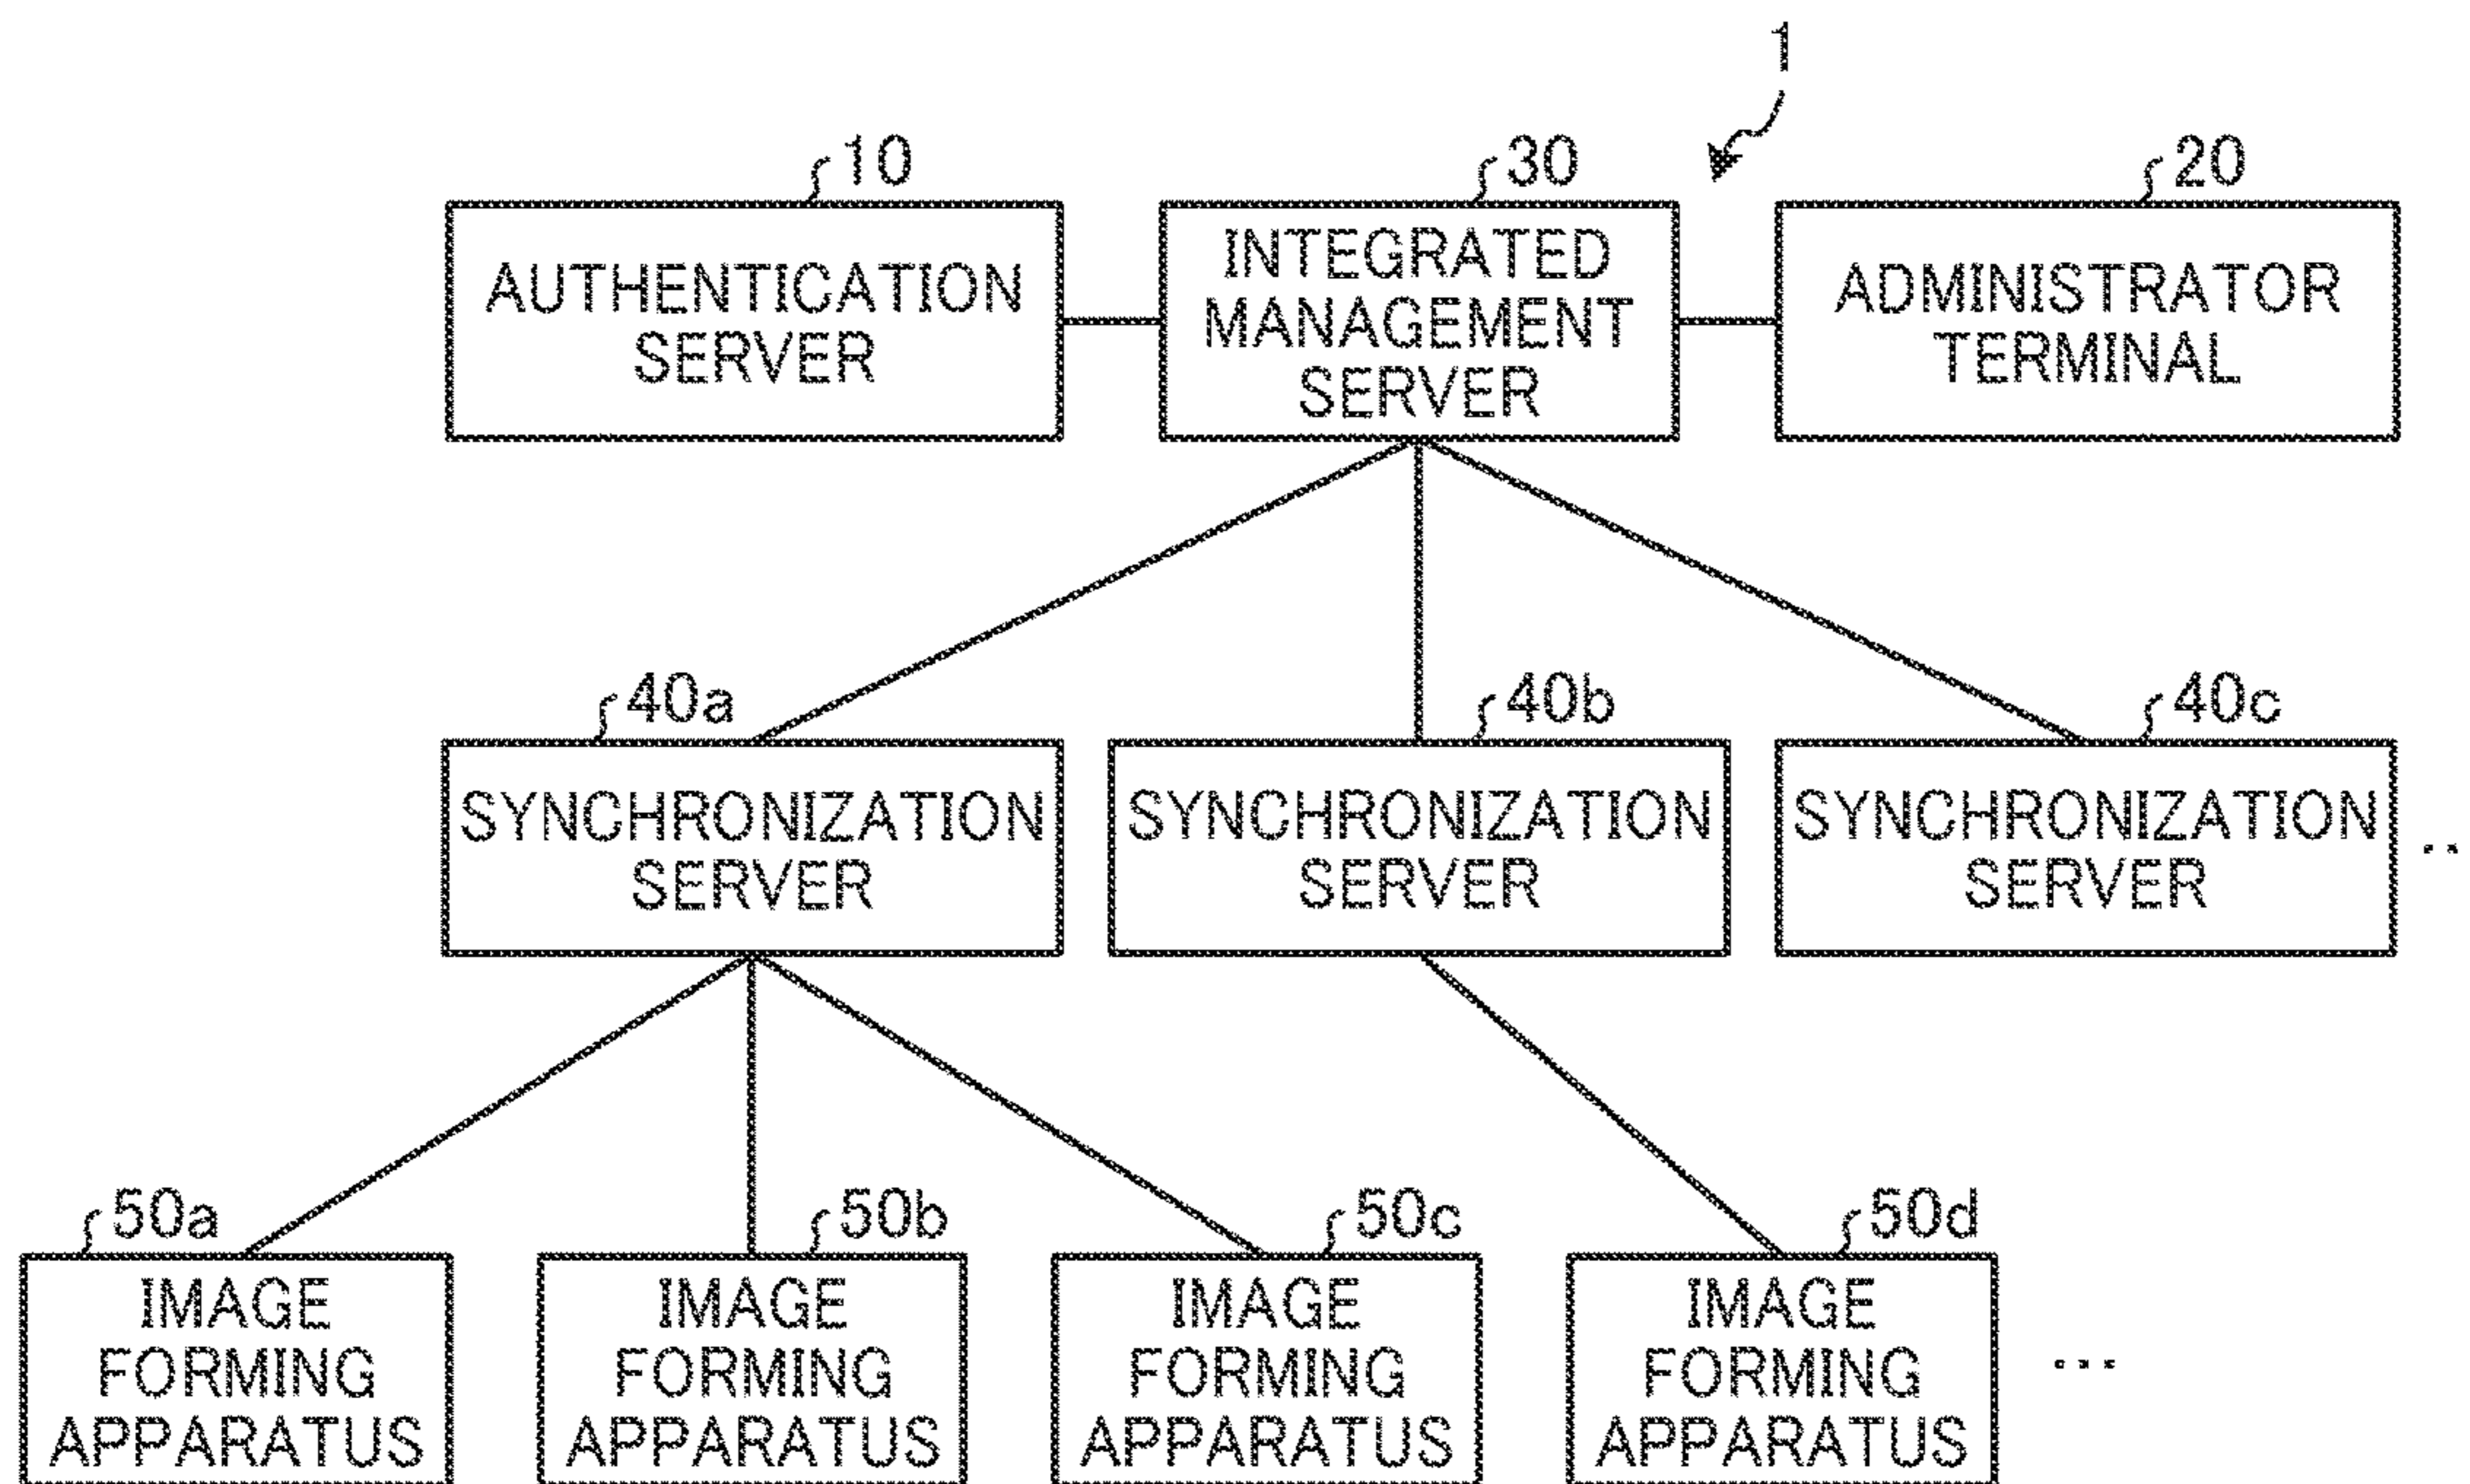 1
10
30
20
AUTHENTICATION
SERVER
INTEGRATED
MANAGEMENT
SERVER
ADMINISTRATOR
TERMINAL
40a
40b
40c
SYNCHRONIZATION
SERVER
SYNCHRONIZATION
SERVER
SYNCHRONIZATION
SERVER
..
50a
50b
50c
50d
IMAGE
FORMING
APPARATUS
IMAGE
FORMING
APPARATUS
IMAGE
FORMING
APPARATUS
IMAGE
FORMING
APPARATUS
...